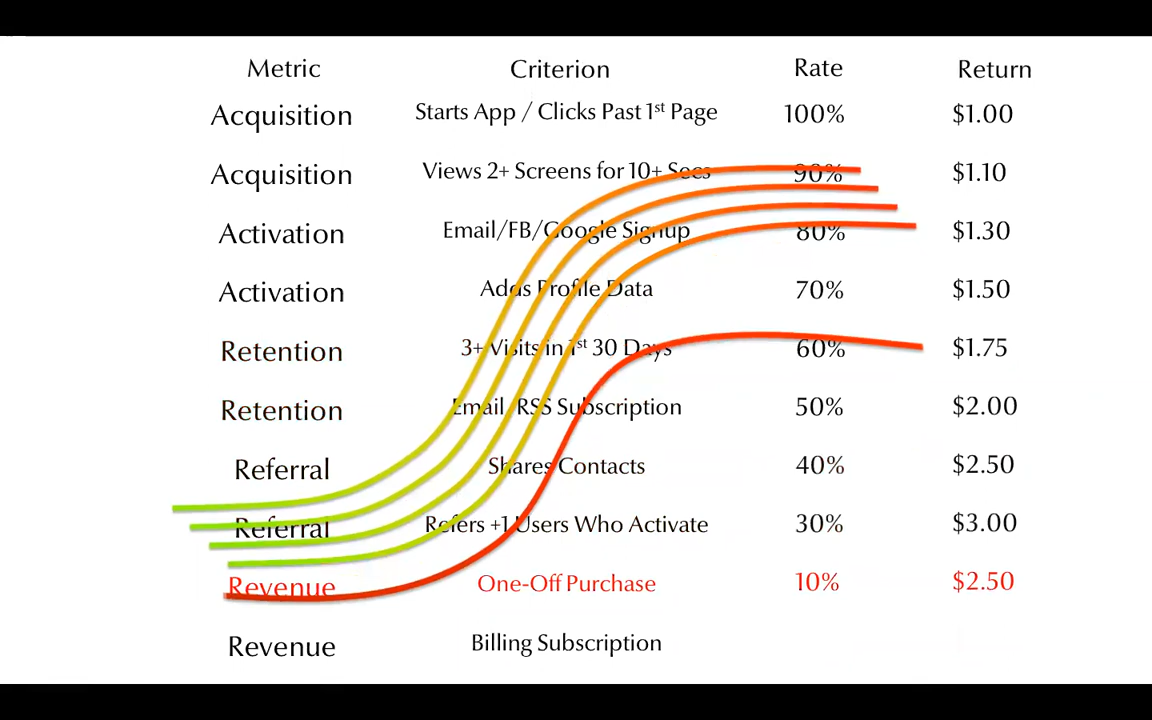 Metric Criterion Rate Return
Acquisition Starts App / Clicks Past 1st Page 100% $1.00
Acquisition Views 2+ Screens for 10+ Secs 90% $1.10
Activation Email/FB/Google Signup 80% $1.30
Activation Adds Profile Data 70% $1.50
Retention 3+ Visits in 1st 30 Days 60% $1.75
Retention Email/RSS Subscription 50% $2.00
Referral Shares Contacts 40% $2.50
Referral Refers +1 Users Who Activate 30% $3.00
Revenue One-Off Purchase 10% $2.50
Revenue Billing Subscription